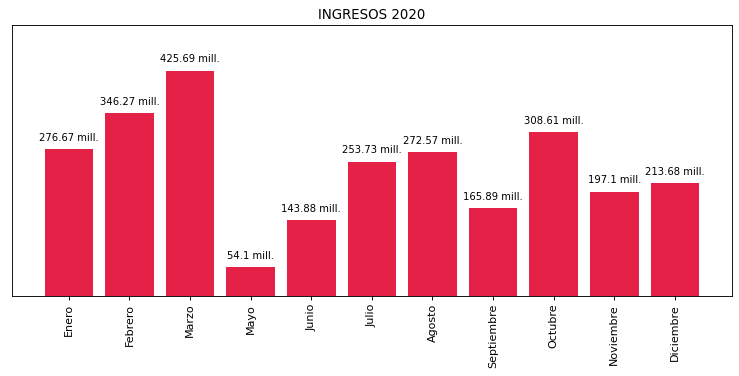 INGRESOS 2020
276.67 mill.
346.27 mill.
425.69 mill.
54.1 mill.
143.88 mill.
253.73 mill.
272.57 mill.
165.89 mill.
308.61 mill.
197.1 mill.
213.68 mill.
Enero
Febrero
Marzo
Mayo
Junio
Julio
Agosto
Septiembre
Octubre
Noviembre
Diciembre